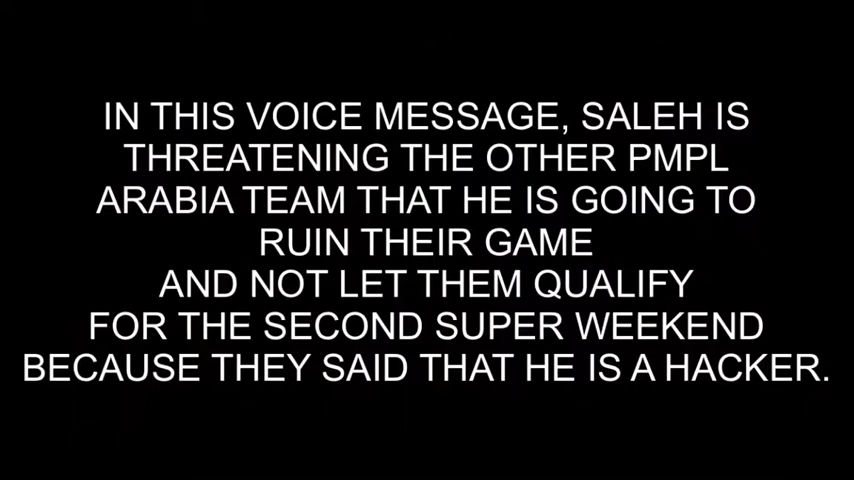 IN THIS VOICE MESSAGE, SALEH IS
THREATENING THE OTHER PMPL
ARABIA TEAM THAT HE IS GOING TO
RUIN THEIR GAME
AND NOT LET THEM QUALIFY
FOR THE SECOND SUPER WEEKEND
BECAUSE THEY SAID THAT HE IS A HACKER.